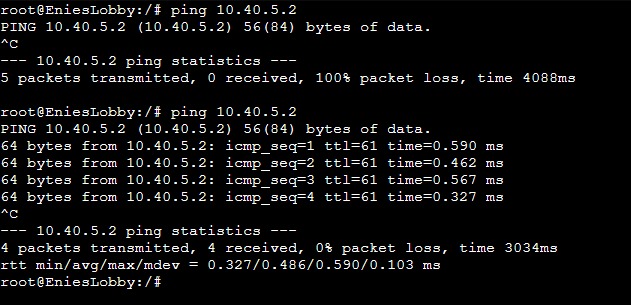 root@EniesLobby:/# ping 10.40.5.2
PING 10.40.5.2 (10.40.5.2) 56(84) bytes of data.
^C
--- 10.40.5.2 ping statistics ---
5 packets transmitted, 0 received, 100% packet loss, time 4088ms

root@EniesLobby:/# ping 10.40.5.2
PING 10.40.5.2 (10.40.5.2) 56(84) bytes of data.
64 bytes from 10.40.5.2: icmp_seq=1 ttl=61 time=0.590 ms
64 bytes from 10.40.5.2: icmp_seq=2 ttl=61 time=0.462 ms
64 bytes from 10.40.5.2: icmp_seq=3 ttl=61 time=0.567 ms
64 bytes from 10.40.5.2: icmp_seq=4 ttl=61 time=0.327 ms
^C
--- 10.40.5.2 ping statistics ---
4 packets transmitted, 4 received, 0% packet loss, time 3034ms
rtt min/avg/max/mdev = 0.327/0.486/0.590/0.103 ms
root@EniesLobby:/#